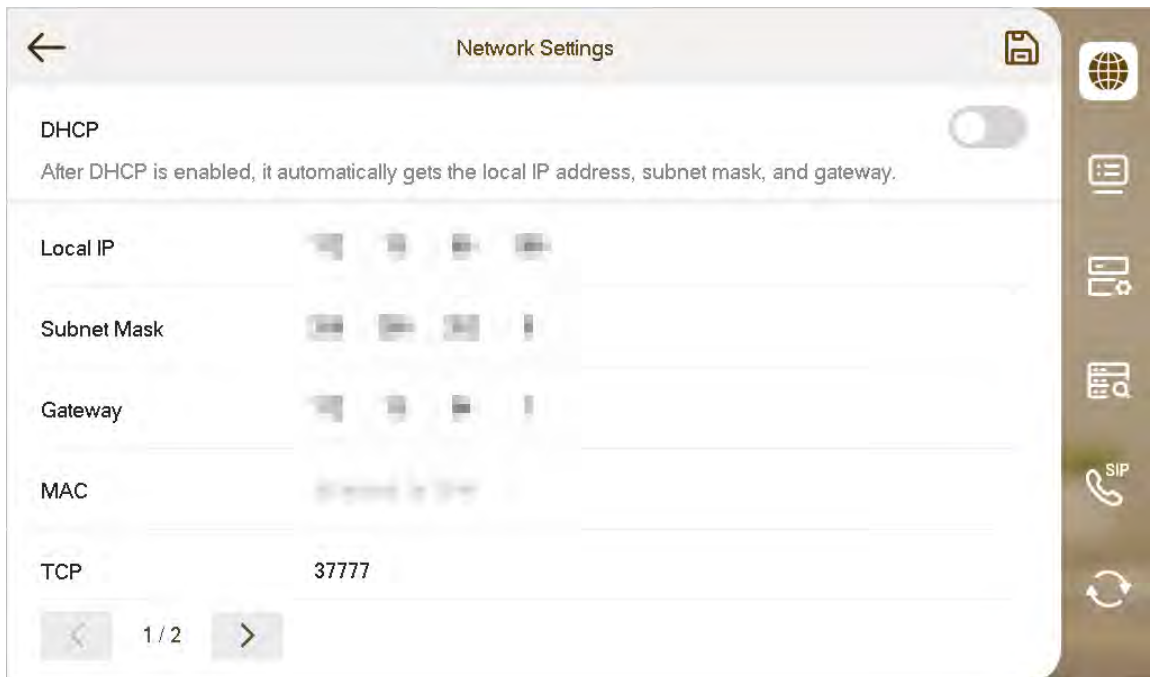 Network Settings
DHCP
After DHCP is enabled, it automatically gets the local IP address, subnet mask, and gateway.
Local IP
Subnet Mask
Gateway
MAC
SIP
TCP 37777
1 / 2